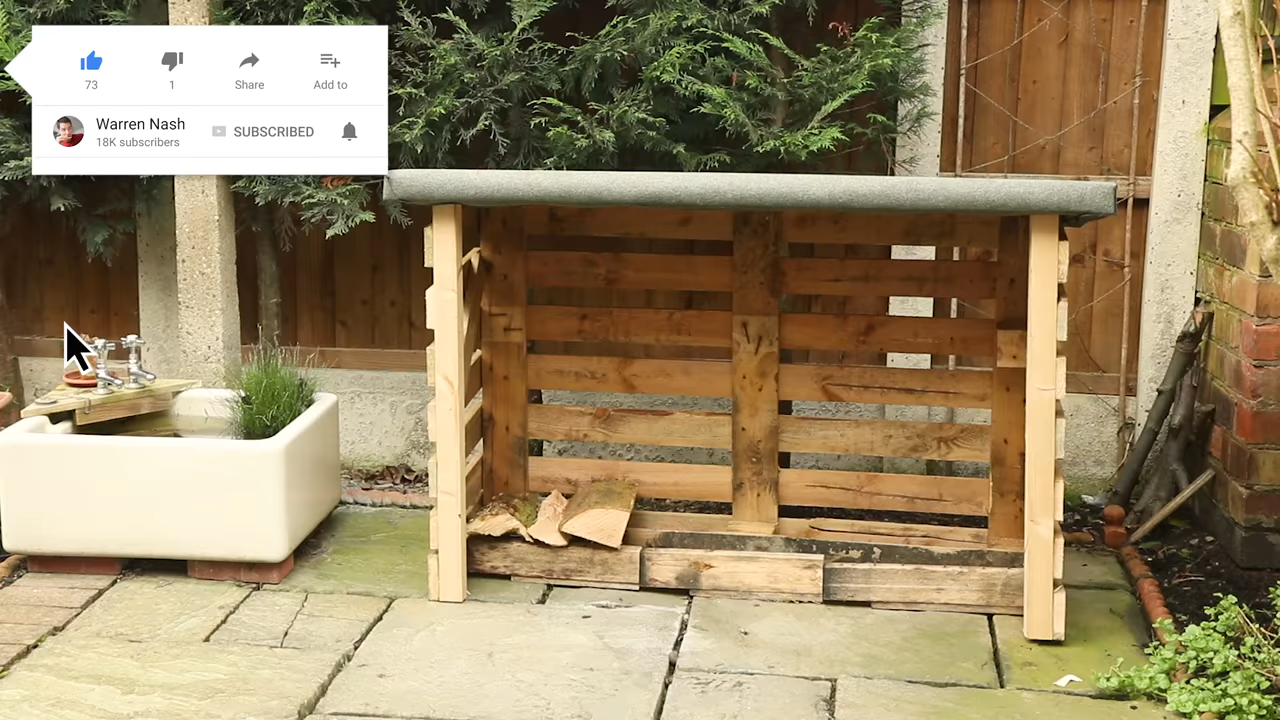 73
1
Share
Add to
Warren Nash
SUBSCRIBED
18K subscribers